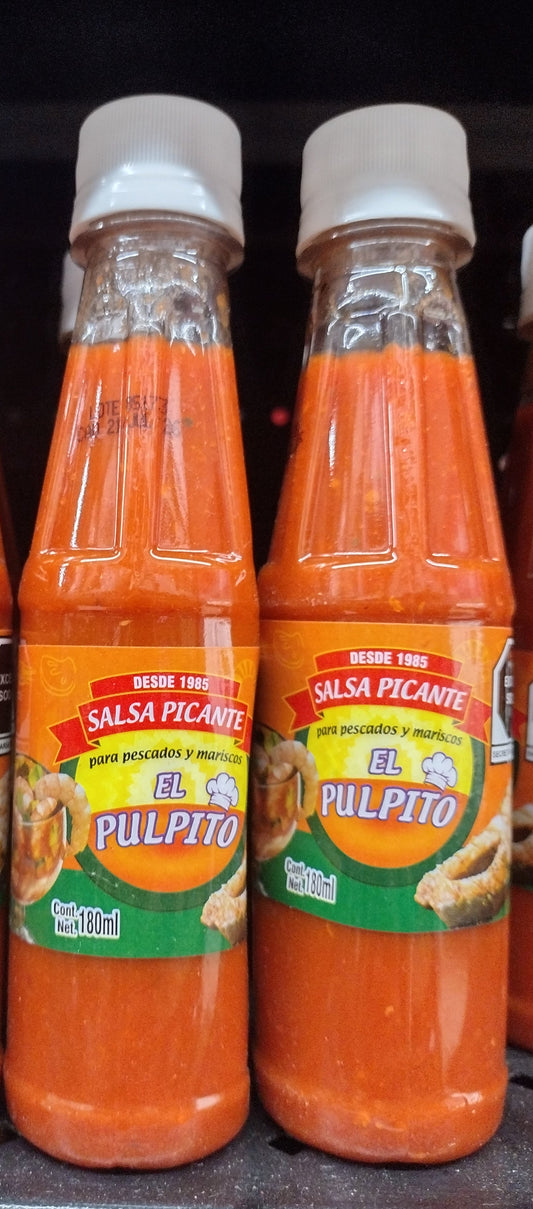 LOTE
DESDE 1985
SALSA PICANTE
para pescados y mariscos
EL
PULPITO
Cont.
Net. 180ml
DESDE 1985
SALSA PICANTE
para pescados y mariscos
EL
PULPITO
Cont.
Net. 180ml